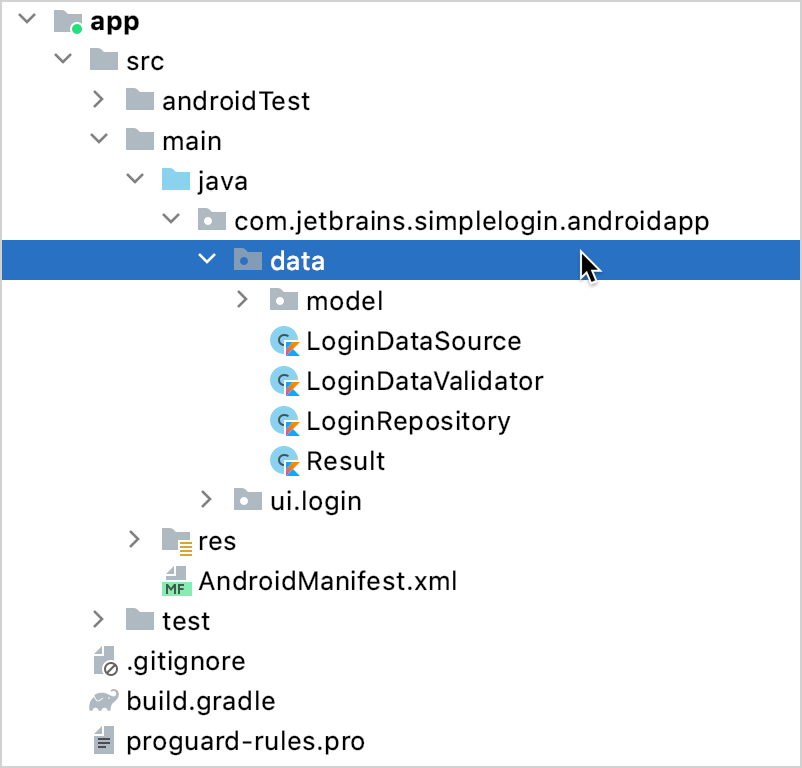 app
src
androidTest
main
java
com.jetbrains.simplelogin.androidapp
data
model
LoginDataSource
LoginDataValidator
LoginRepository
Result
ui.login
res
MF AndroidManifest.xml
test
.gitignore
build.gradle
proguard-rules.pro